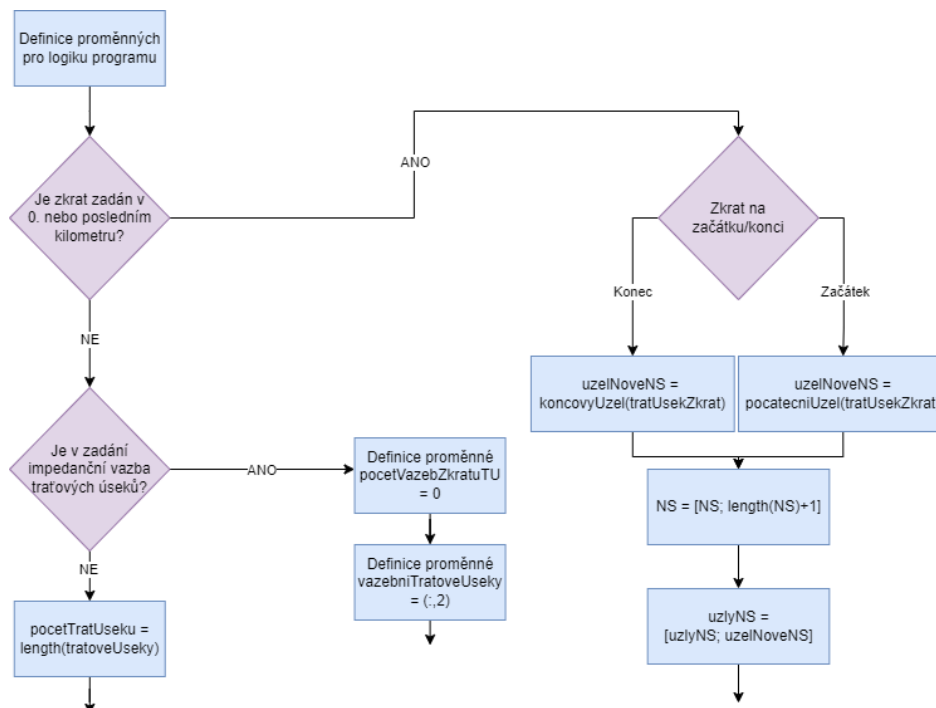 Definice proměnných
pro logiku programu
ANO
Je zkrat zadán v
0. nebo posledním
kilometru?
Zkrat na
začátku/konci
Konec
Začátek
NE
uzelNoveNS =
koncovyUzel(tratUsekZkrat)
uzelNoveNS =
pocatecniUzel(tratUsekZkrat
Je v zadání
impedanční vazba
traťových úseků?
ANO
Definice proměnné
pocetVazebZkratuTU
= 0
NS = [NS; length(NS)+1]
Definice proměnné
vazebniTratoveUseky
= (:,2)
NE
pocetTratUseku =
length(tratoveUseky)
uzlyNS =
[uzlyNS; uzelNoveNS]